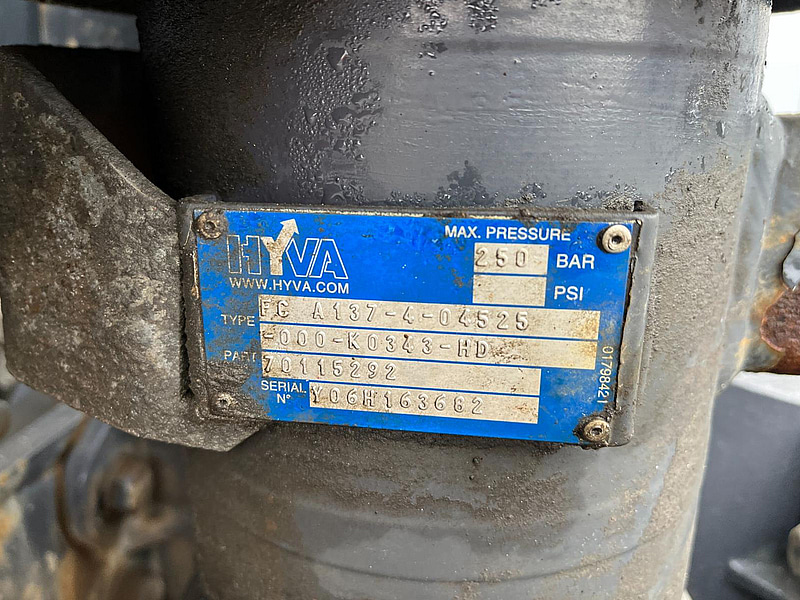 HYVA
WWW.HYVA.COM
MAX. PRESSURE
250 BAR
PSI
TYPE FC A137-4-04525
-000-K0343-HD
PART 70115292
SERIAL N° Y06H163682
01798421